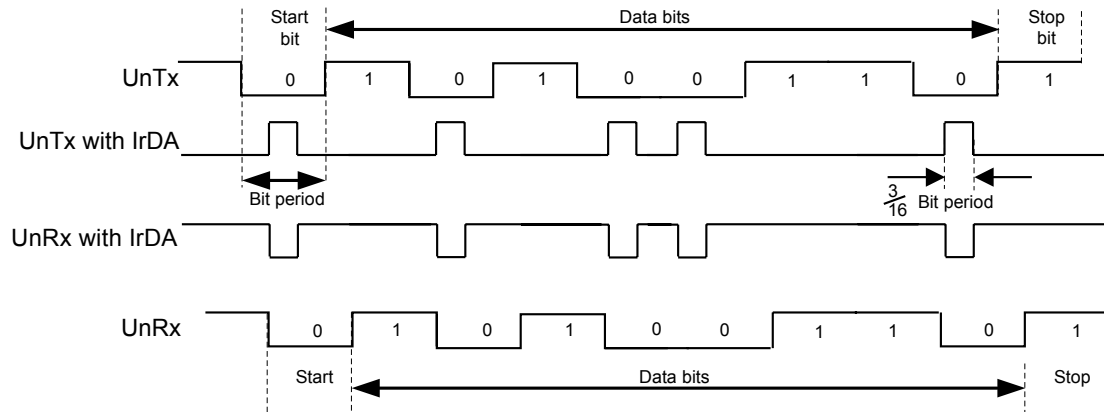 Start bit
Data bits
Stop bit
UnTx
0 1 0 1 0 0 1 1 0 1
UnTx with IrDA
Bit period
3/16 Bit period
UnRx with IrDA
UnRx
0 1 0 1 0 0 1 1 0 1
Start
Data bits
Stop